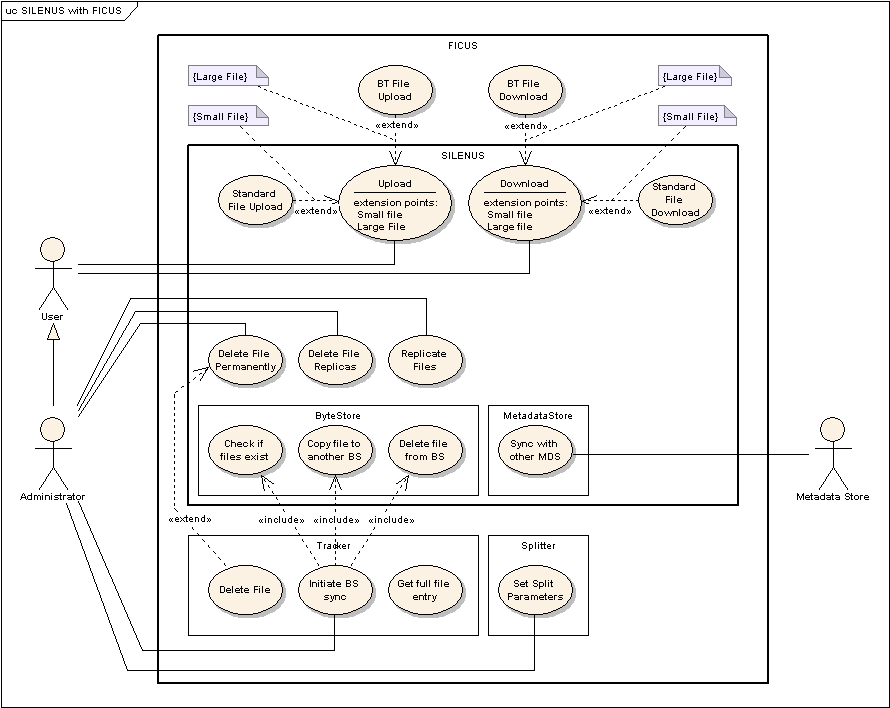 uc SILENUS with FICUS
FICUS
{Large File}
BT File
Upload
BT File
Download
{Large File}
{Small File}
«extend»
«extend»
{Small File}
SILENUS
Standard
File Upload
«extend»
Upload
extension points:
Small file
Large File
Download
extension points:
Small file
Large file
«extend»
Standard
File
Download
User
Delete File
Permanently
Delete File
Replicas
Replicate
Files
ByteStore
MetadataStore
Check if
files exist
Copy file to
another BS
Delete file
from BS
Sync with
other MDS
Administrator
Metadata Store
«extend»
«include»
«include»
«include»
Tracker
Splitter
Delete File
Initiate BS
sync
Get full file
entry
Set Split
Parameters